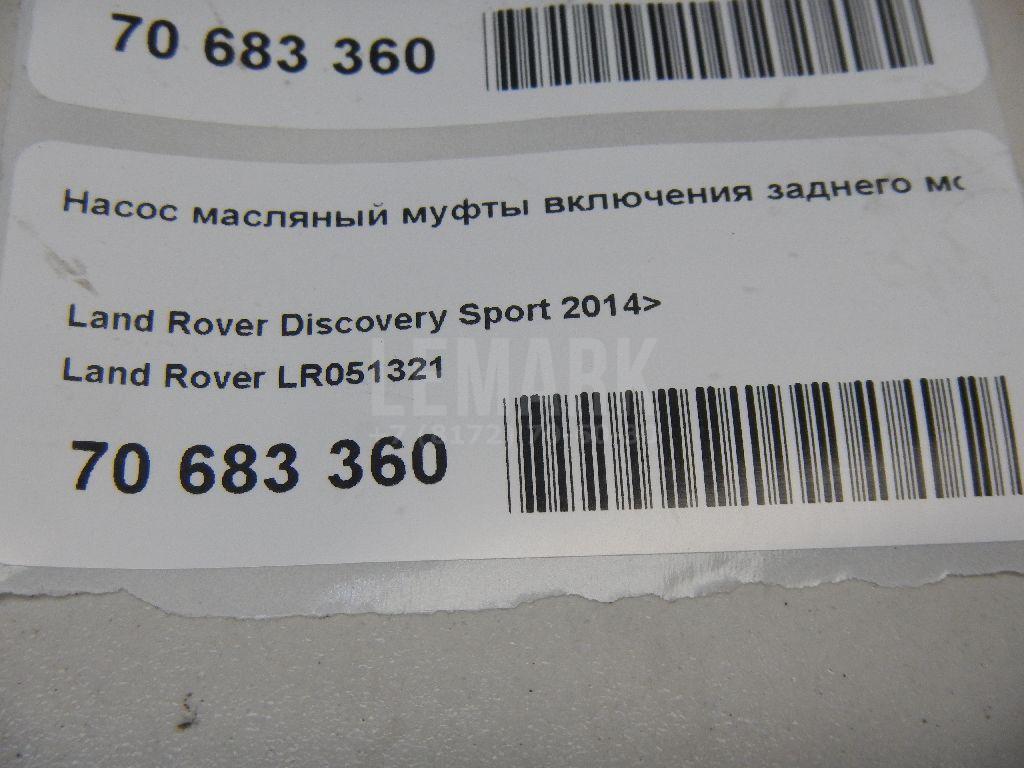 70 683 360
Насос масляный муфты включения заднего
Land Rover Discovery Sport 2014>
Land Rover LR051321
LEMARK
70 683 360